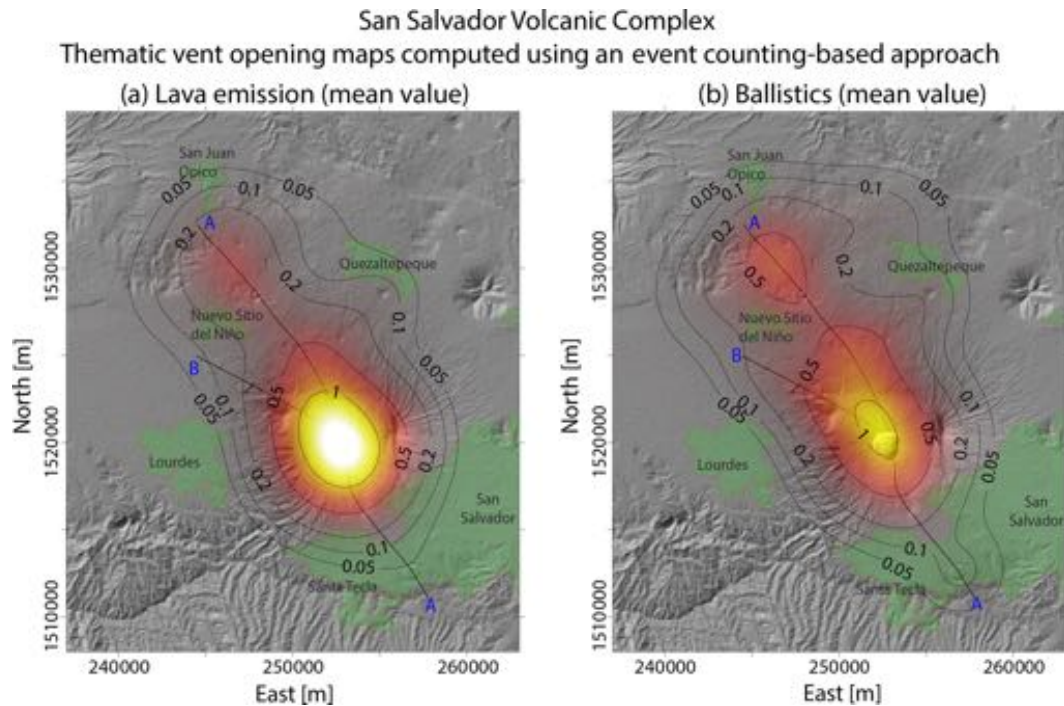 San Salvador Volcanic Complex
Thematic vent opening maps computed using an event counting-based approach
(a) Lava emission (mean value)
San Juan
Opico
0.05
0.1
0.05
A
0.2
Quezaltepeque
0.2
Nuevo Sitio
del Niño
0.1
B
0.5
1
0.1
0.05
0.5
0.2
Lourdes
0.2
San
Salvador
0.1
0.05
Santa Tecla
A
North [m]
1530000
1520000
1510000
240000
250000
260000
East [m]
(b) Ballistics (mean value)
San Juan
Opico
0.05
0.1
0.1
0.05
A
0.2
0.2
Quezaltepeque
0.5
Nuevo Sitio
del Niño
B
0.5
0.1
0.05
1
0.5
0.1
0.2
0.05
Lourdes
0.2
San
Salvador
0.1
0.05
Santa Tecla
A
North [m]
1530000
1520000
1510000
240000
250000
260000
East [m]